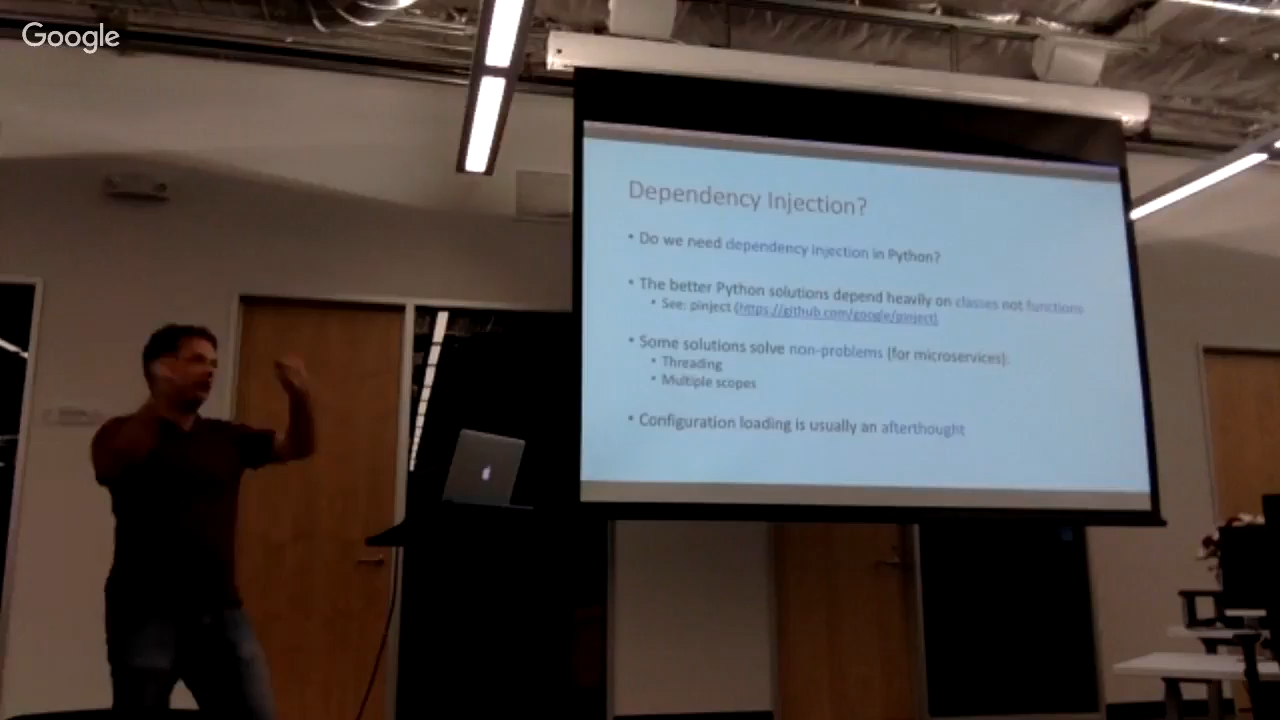 Google
Dependency Injection?
• Do we need dependency injection in Python?
• The better Python solutions depend heavily on classes not functions
• See: pinject (https://github.com/google/pinject)
• Some solutions solve non-problems (for microservices):
• Threading
• Multiple scopes
• Configuration loading is usually an afterthought